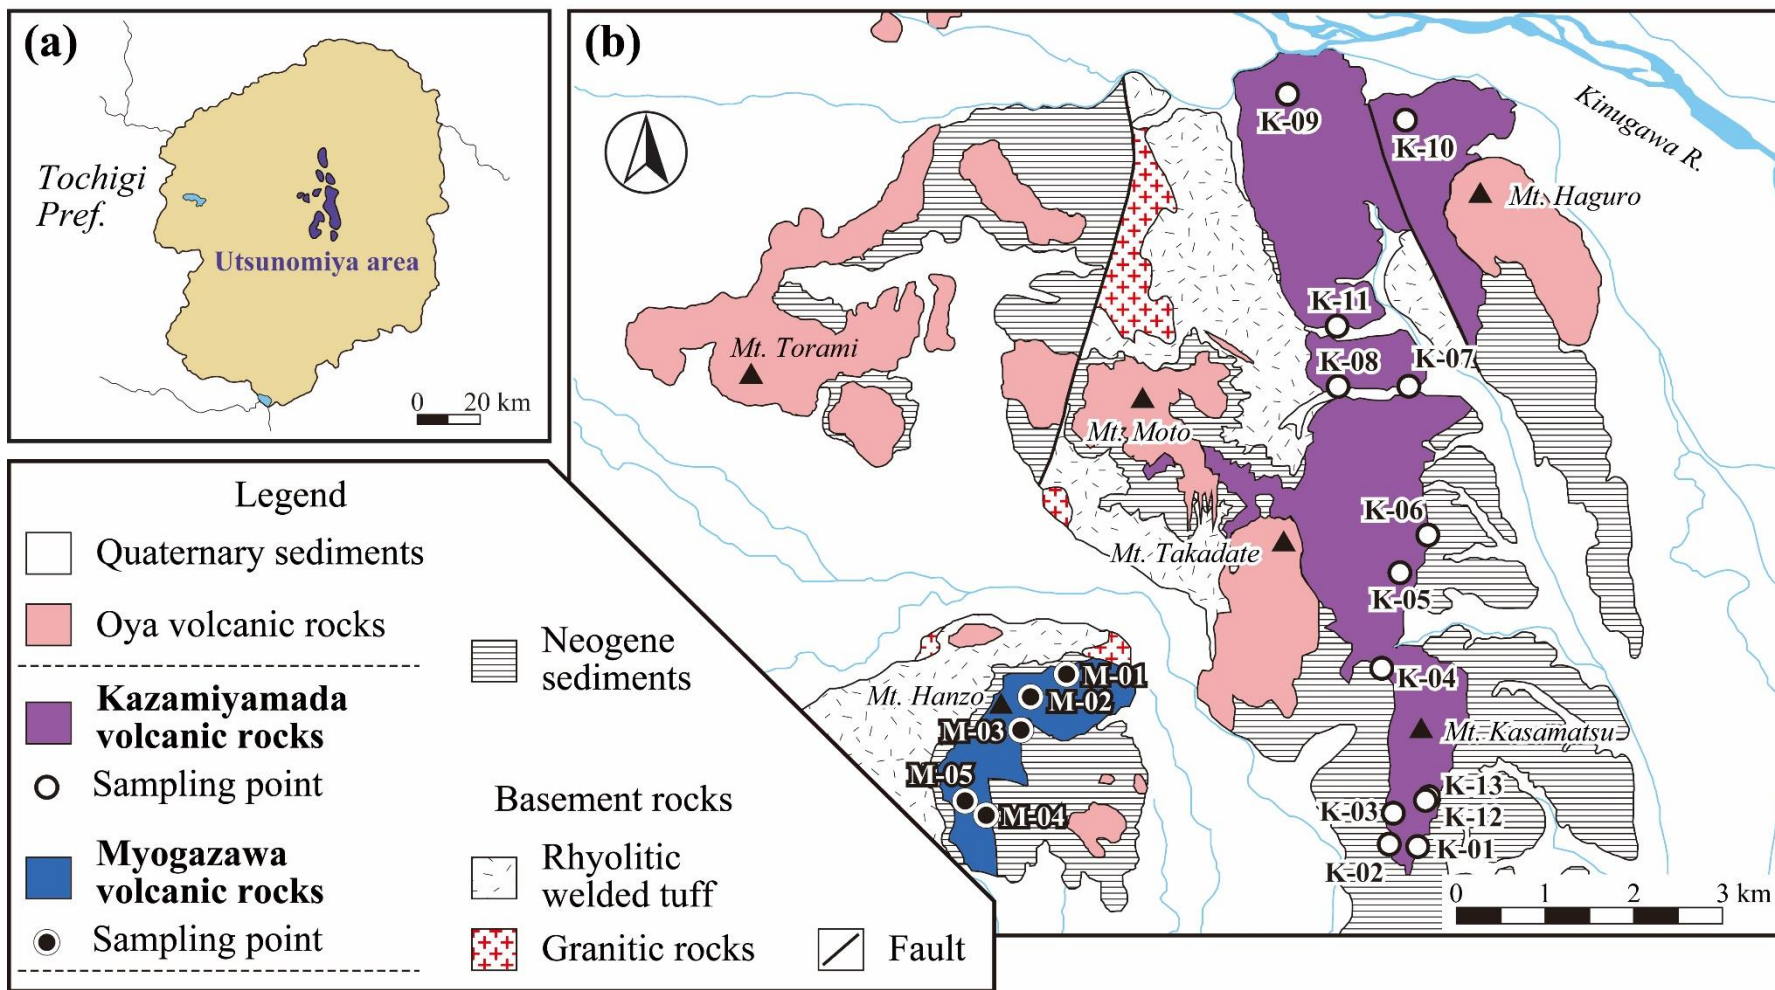 (a)
Tochigi
Pref.
Utsunomiya area
0 20 km
(b)
Kinugawa R.
K-09
K-10
Mt. Haguro
K-11
K-08
K-07
Mt. Torami
Mt. Moto
K-06
Mt. Takadate
K-05
K-04
M-01
Mt. Hanzo
M-02
M-03
Mt. Kasamatsu
M-05
M-04
K-13
K-03
K-12
K-01
K-02
0 1 2 3 km
Legend
Quaternary sediments
Oya volcanic rocks
Kazamiyamada
volcanic rocks
Sampling point
Myogazawa
volcanic rocks
Sampling point
Neogene
sediments
Basement rocks
Rhyolitic
welded tuff
Granitic rocks
Fault